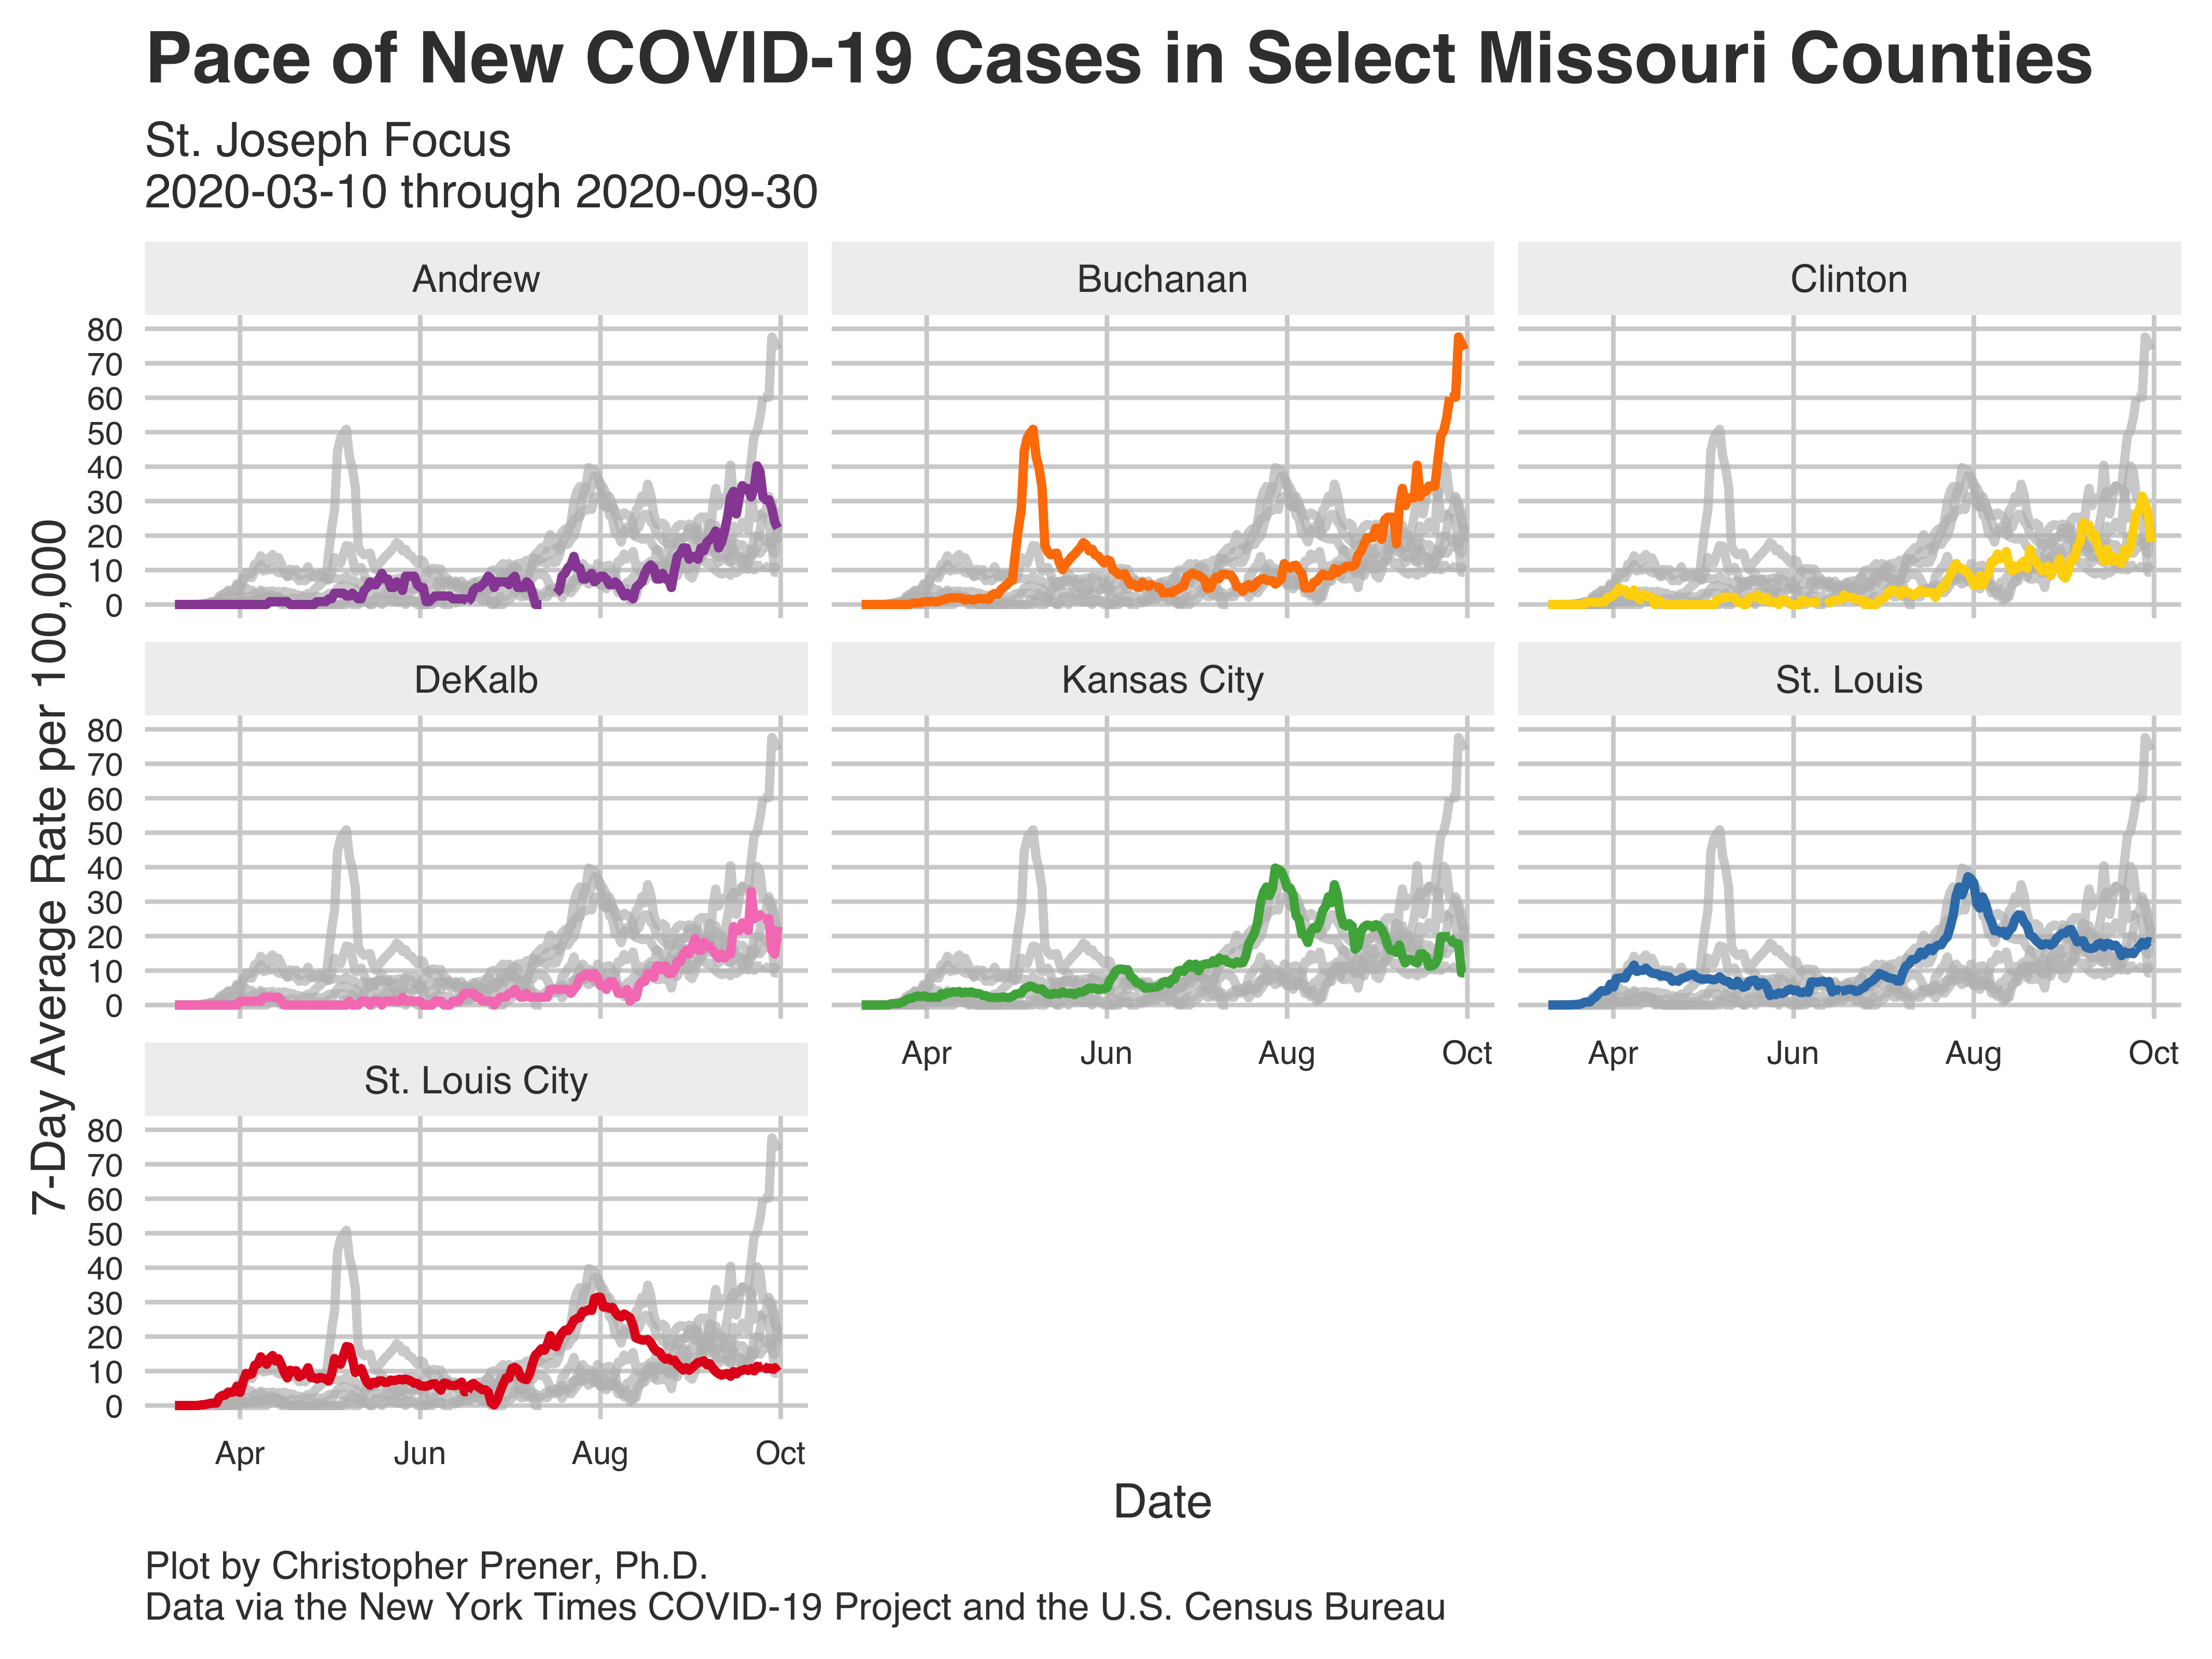 Pace of New COVID-19 Cases in Select Missouri Counties
St. Joseph Focus
2020-03-10 through 2020-09-30
7-Day Average Rate per 100,000
Andrew
Buchanan
Clinton
80
70
60
50
40
30
20
10
0
DeKalb
Kansas City
St. Louis
80
70
60
50
40
30
20
10
0
Apr Jun Aug Oct
Apr Jun Aug Oct
St. Louis City
80
70
60
50
40
30
20
10
0
Apr Jun Aug Oct
Date
Plot by Christopher Prener, Ph.D.
Data via the New York Times COVID-19 Project and the U.S. Census Bureau